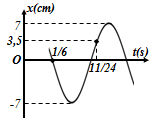 x(cm)
7
3,5
1/6
t(s)
O
11/24
-7